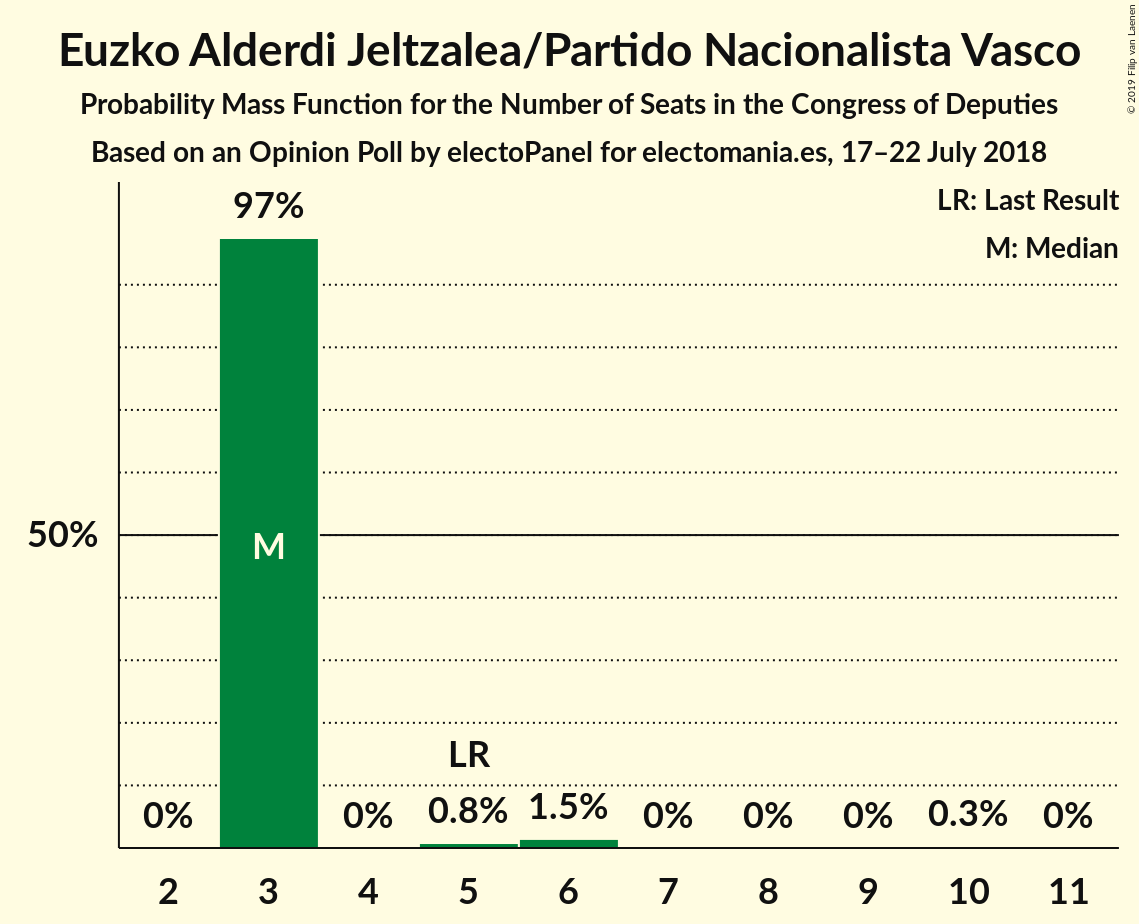 Euzko Alderdi Jeltzalea/Partido Nacionalista Vasco
Probability Mass Function for the Number of Seats in the Congress of Deputies
Based on an Opinion Poll by electoPanel for electomania.es, 17–22 July 2018
© 2019 Filip van Laenen
LR: Last Result
M: Median
97%
50%
M
LR
0% 0% 0.8% 1.5% 0% 0% 0% 0.3% 0%
2 3 4 5 6 7 8 9 10 11